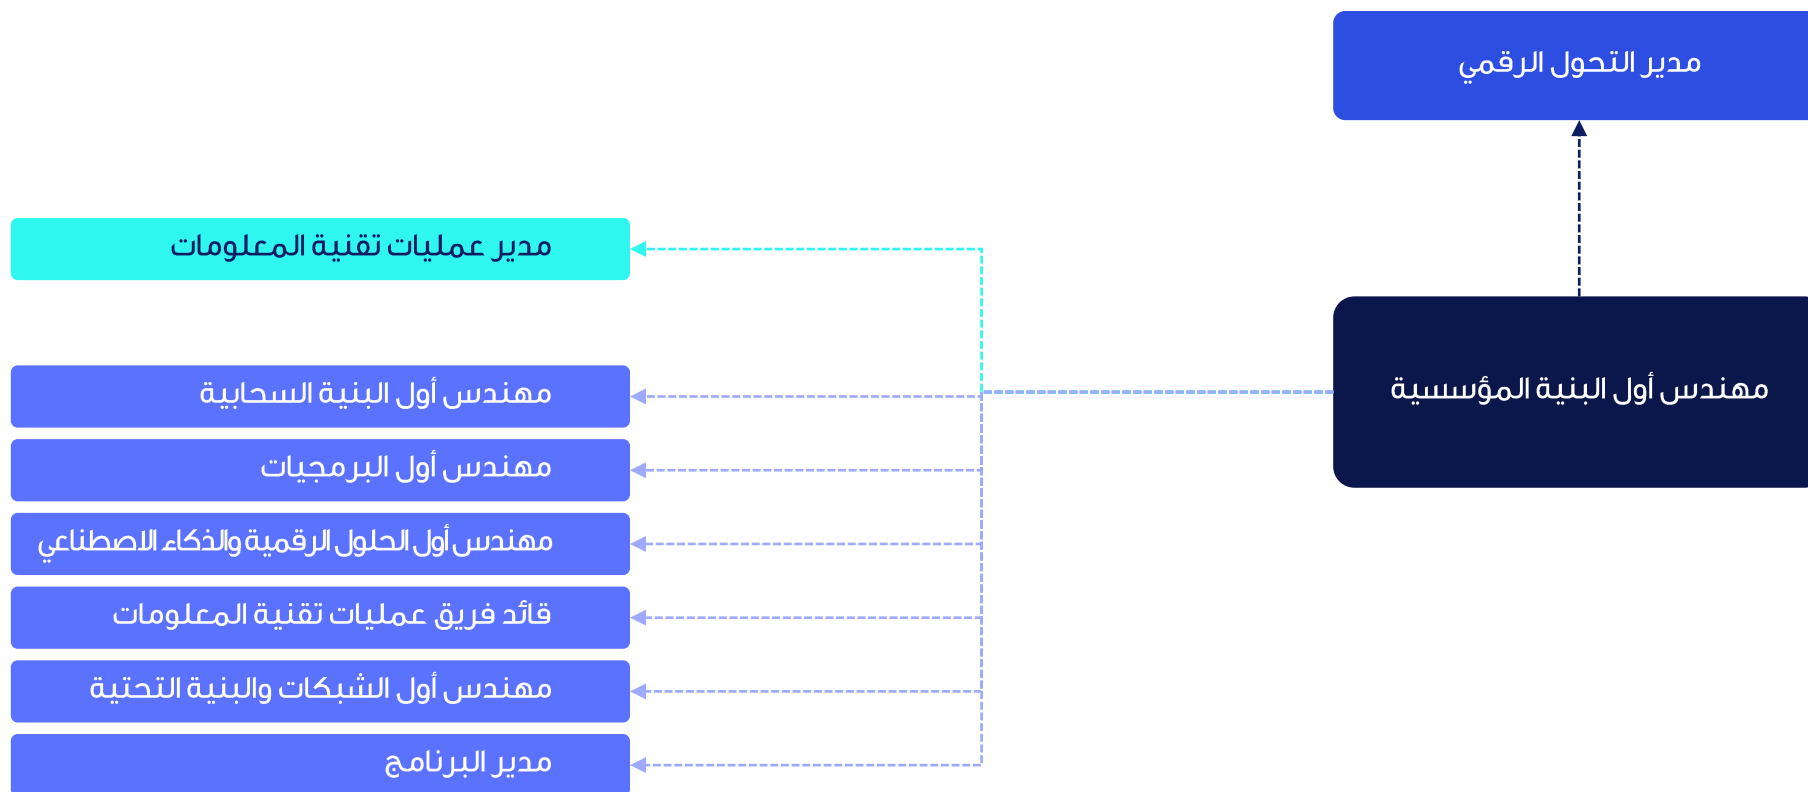 مدير التحول الرقمي
مهندس أول البنية المؤسسية
مدير عمليات تقنية المعلومات
مهندس أول البنية السحابية
مهندس أول البرمجيات
مهندس أول الحلول الرقمية والذكاء الاصطناعي
قائد فريق عمليات تقنية المعلومات
مهندس أول الشبكات والبنية التحتية
مدير البرنامج